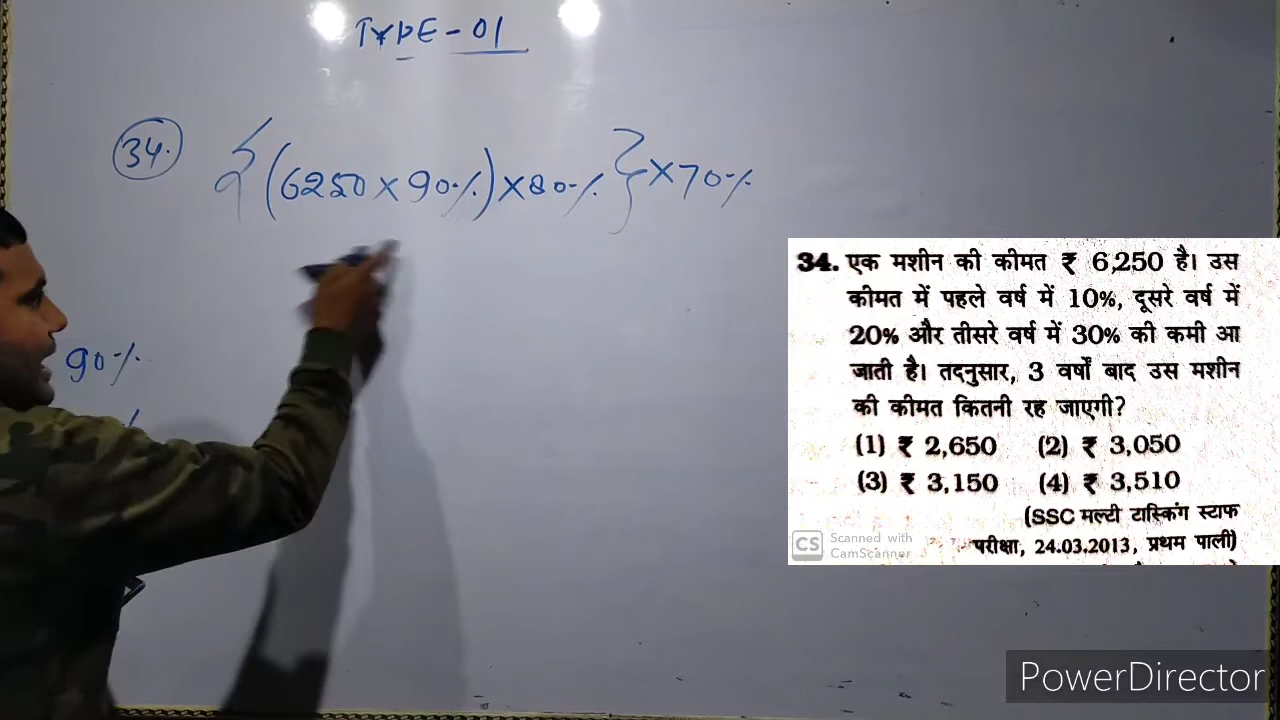 TYPE - 01
34. {(6250 × 90%) × 80%} × 70%
90%
34. एक मशीन की कीमत ₹ 6,250 है। उस
कीमत में पहले वर्ष में 10%, दूसरे वर्ष में
20% और तीसरे वर्ष में 30% की कमी आ
जाती है। तदनुसार, 3 वर्षों बाद उस मशीन
की कीमत कितनी रह जाएगी?
(1) ₹ 2,650 (2) ₹ 3,050
(3) ₹ 3,150 (4) ₹ 3,510
(SSC मल्टी टास्किंग स्टाफ
परीक्षा, 24.03.2013, प्रथम पाली)
CS Scanned with
CamScanner
PowerDirector